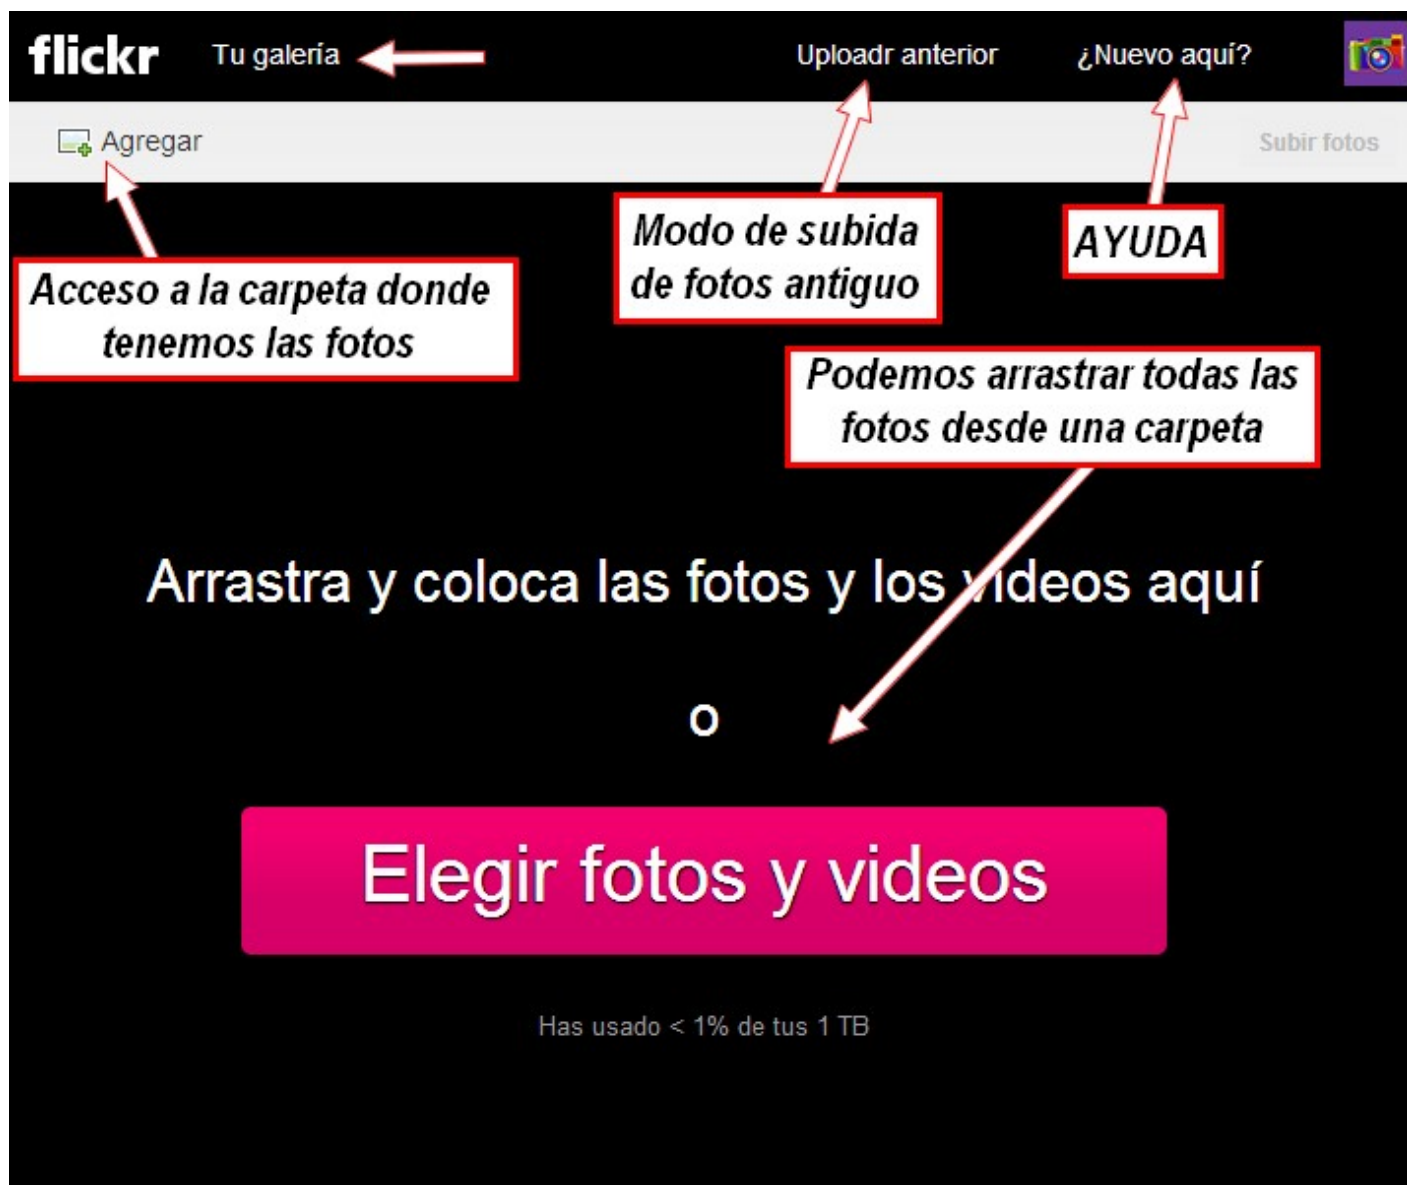 flickr Tu galería Uploadr anterior ¿Nuevo aquí?
Agregar Subir fotos
Modo de subida
de fotos antiguo
AYUDA
Acceso a la carpeta donde
tenemos las fotos
Podemos arrastrar todas las
fotos desde una carpeta
Arrastra y coloca las fotos y los videos aquí
o
Elegir fotos y videos
Has usado < 1% de tus 1 TB